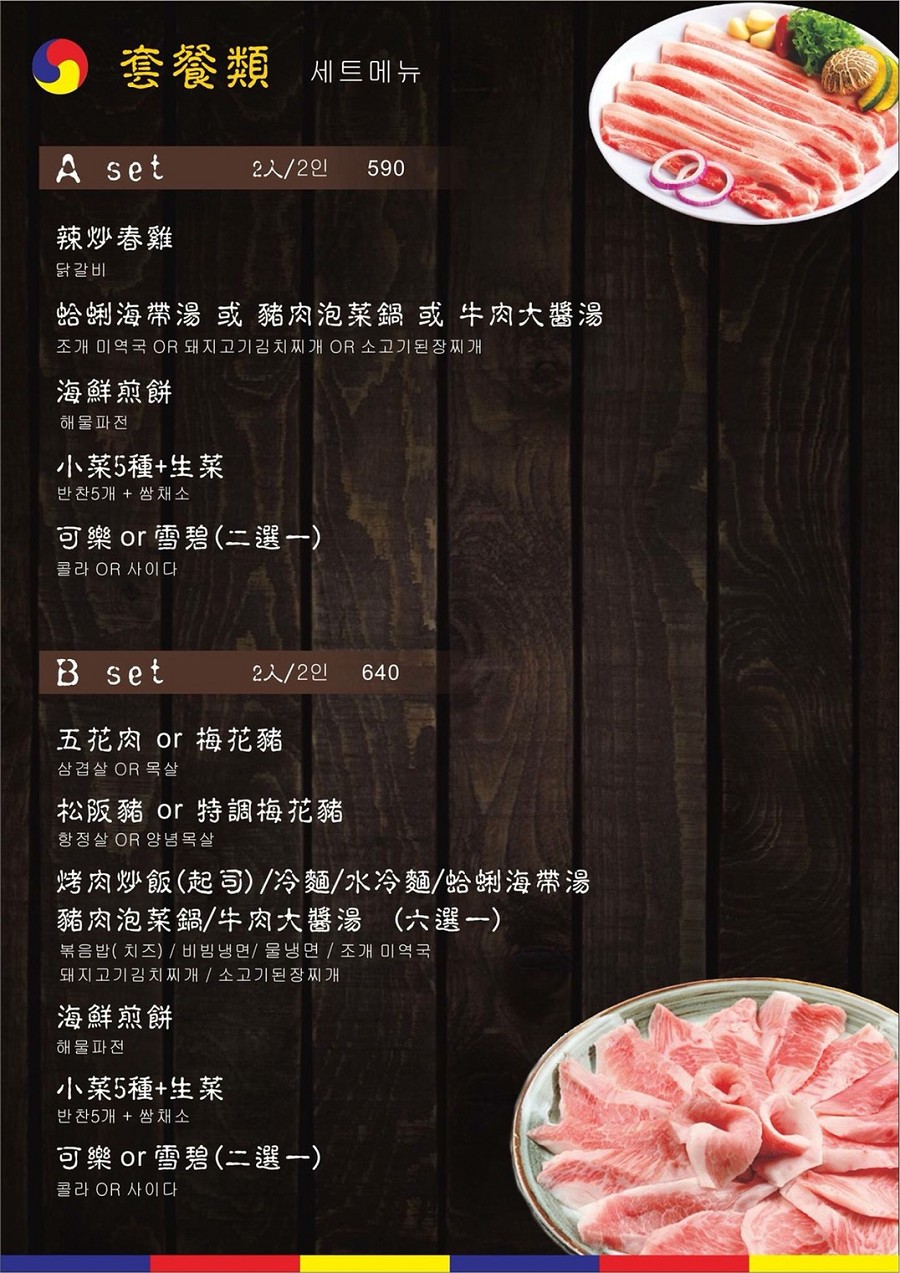 套餐類 세트메뉴
A set 2人/2인 590
辣炒春雞
닭갈비
蛤蜊海帶湯 或 豬肉泡菜鍋 或 牛肉大醬湯
조개 미역국 OR 돼지고기김치찌개 OR 소고기된장찌개
海鮮煎餅
해물파전
小菜5種+生菜
반찬5개 + 쌈채소
可樂 or 雪碧(二選一)
콜라 OR 사이다
B set 2人/2인 640
五花肉 or 梅花豬
삼겹살 OR 목살
松阪豬 or 特調梅花豬
항정살 OR 양념목살
烤肉炒飯(起司)/冷麵/水冷麵/蛤蜊海帶湯
豬肉泡菜鍋/牛肉大醬湯 (六選一)
볶음밥( 치즈) / 비빔냉면/ 물냉면 / 조개 미역국
돼지고기김치찌개 / 소고기된장찌개
海鮮煎餅
해물파전
小菜5種+生菜
반찬5개 + 쌈채소
可樂 or 雪碧(二選一)
콜라 OR 사이다